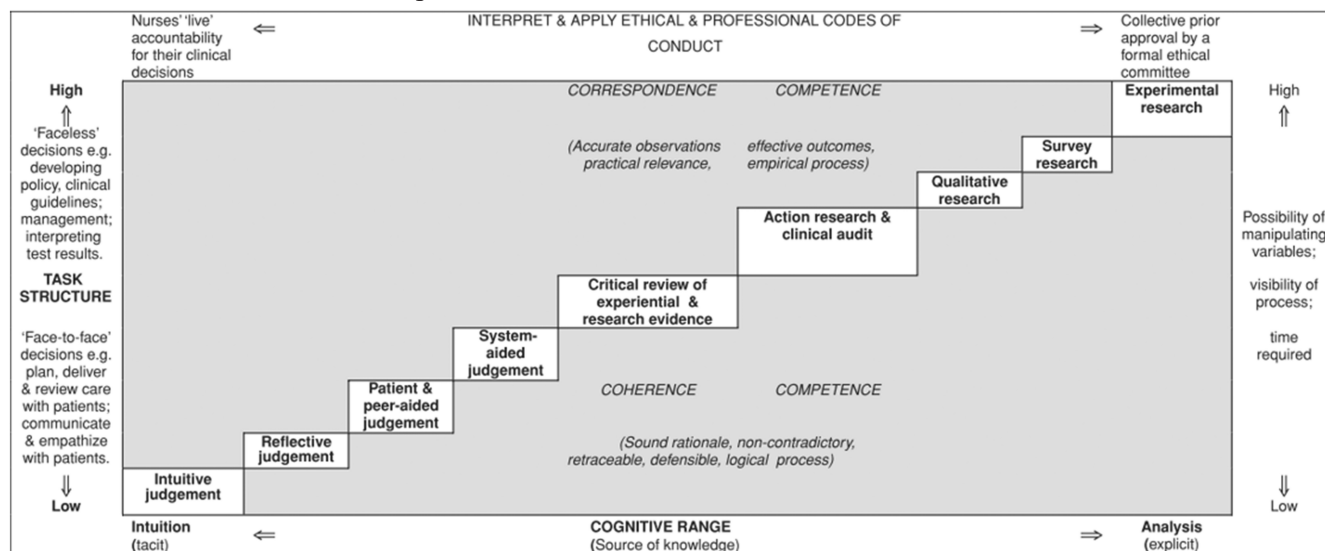 Nurses' 'live'
accountability
for their clinical
decisions
⇐ INTERPRET & APPLY ETHICAL & PROFESSIONAL CODES OF ⇒
CONDUCT
Collective prior
approval by a
formal ethical
committee
High
⇑
'Faceless'
decisions e.g.
developing
policy, clinical
guidelines;
management;
interpreting
test results.
TASK
STRUCTURE
'Face-to-face'
decisions e.g.
plan, deliver
& review care
with patients;
communicate
& empathize
with patients.
⇓
Low
CORRESPONDENCE COMPETENCE
(Accurate observations effective outcomes,
practical relevance, empirical process)
Experimental
research
Survey
research
Qualitative
research
Action research &
clinical audit
Critical review of
experiential &
research evidence
System-
aided
judgement
Patient &
peer-aided
judgement
Reflective
judgement
Intuitive
judgement
COHERENCE COMPETENCE
(Sound rationale, non-contradictory,
retraceable, defensible, logical process)
High
⇑
Possibility of
manipulating
variables;
visibility of
process;
time
required
⇓
Low
Intuition
(tacit)
⇐ COGNITIVE RANGE ⇒
(Source of knowledge)
Analysis
(explicit)